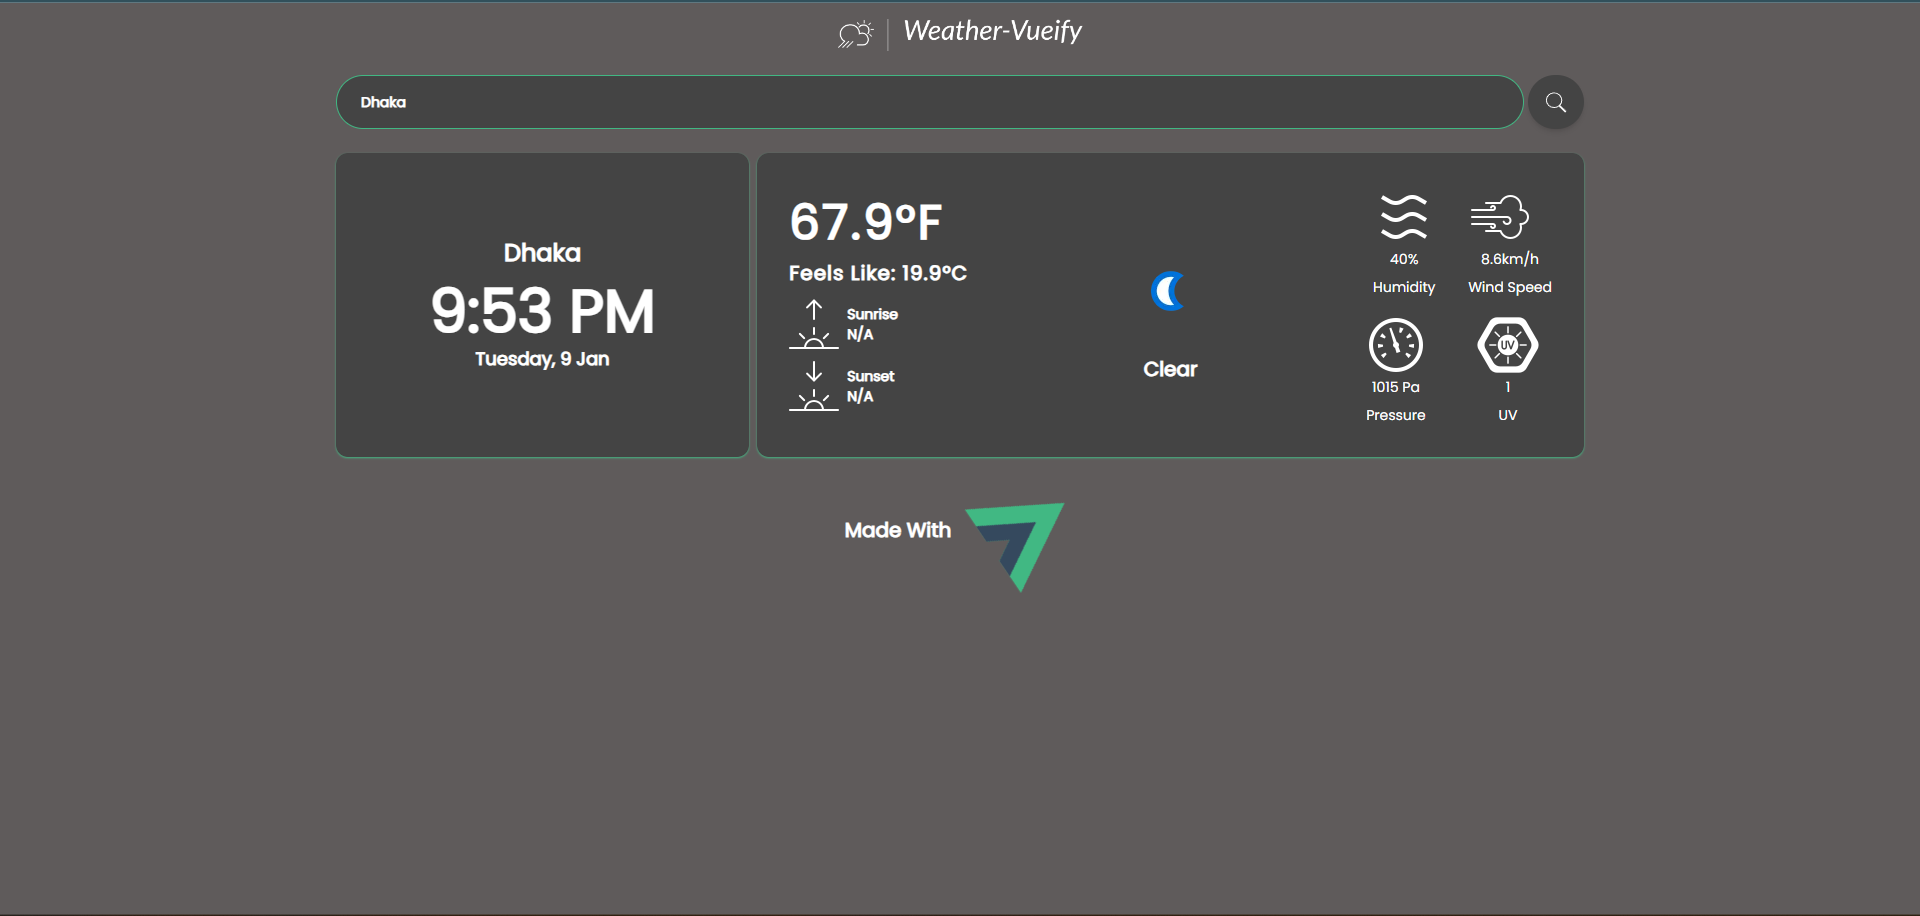 Weather-Vueify
Dhaka
Dhaka
9:53 PM
Tuesday, 9 Jan
67.9°F
Feels Like: 19.9°C
Sunrise
N/A
Sunset
N/A
Clear
40%
Humidity
8.6km/h
Wind Speed
1015 Pa
Pressure
UV
1
UV
Made With